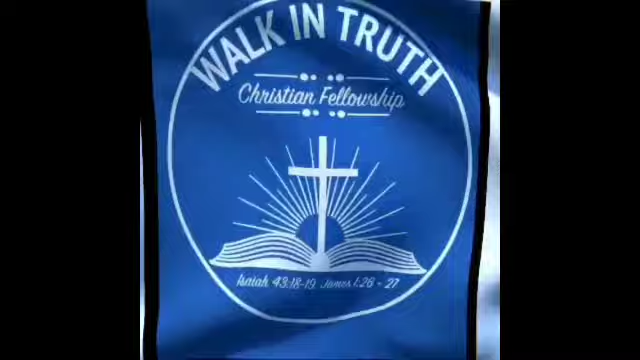 WALK IN TRUTH
Christian Fellowship
Isaiah 43:18-19 James 1:26 - 27